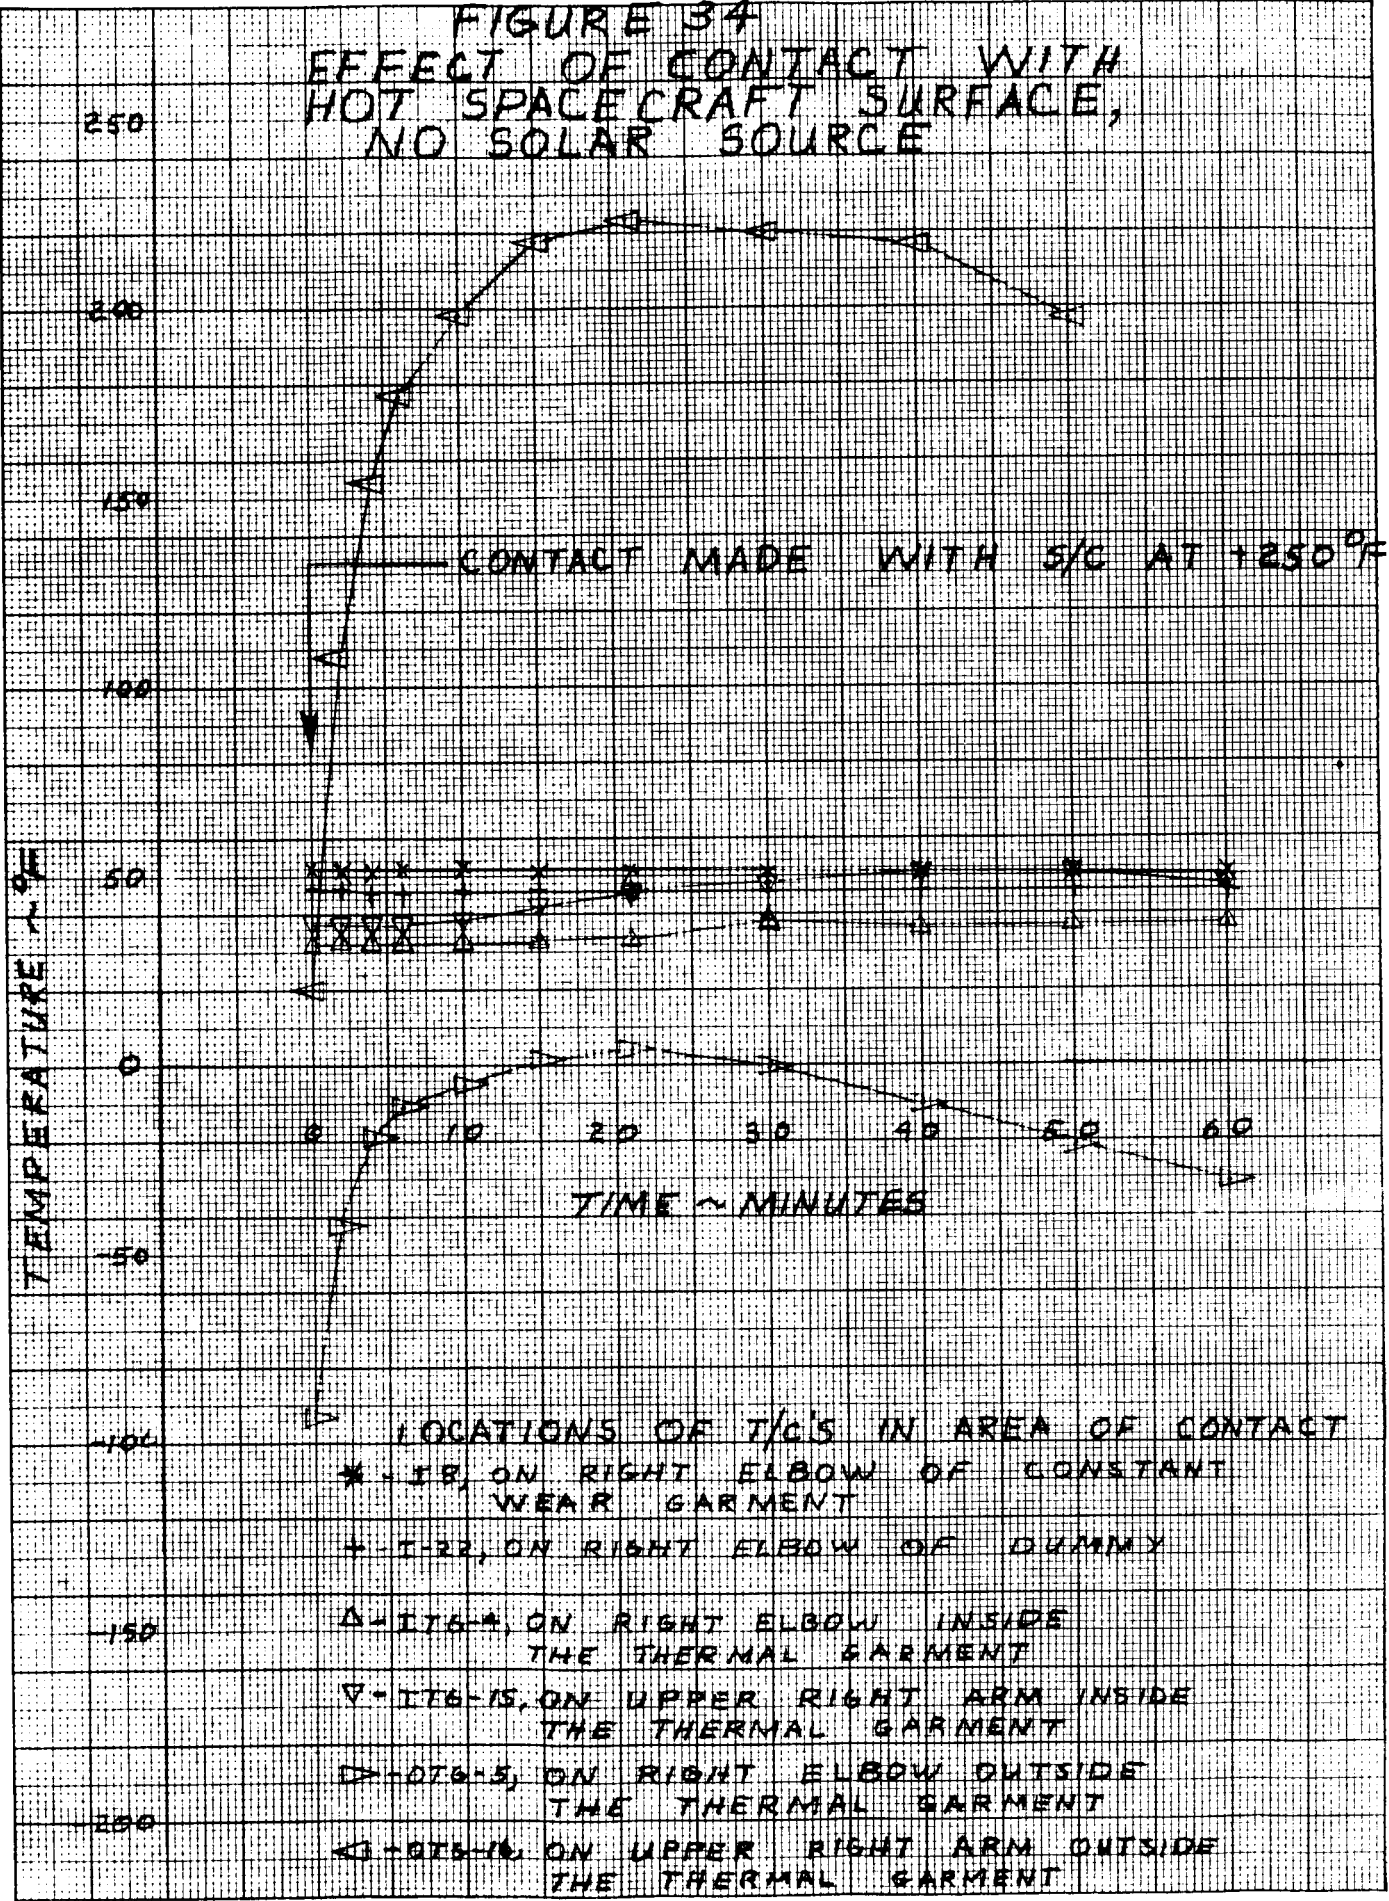 FIGURE 34
EFFECT OF CONTACT WITH
HOT SPACECRAFT SURFACE,
NO SOLAR SOURCE
250
200
150
CONTACT MADE WITH S/C AT +250°F
100
50
0
TEMPERATURE ~ °F
0 10 20 30 40 50 60
TIME ~ MINUTES
-50
LOCATIONS OF T/C'S IN AREA OF CONTACT
-100
* - I8, ON RIGHT ELBOW OF CONSTANT
WEAR GARMENT
+ - I-22, ON RIGHT ELBOW OF DUMMY
△ - ITG-4, ON RIGHT ELBOW INSIDE
-150
THE THERMAL GARMENT
▽ - ITG-15, ON UPPER RIGHT ARM INSIDE
THE THERMAL GARMENT
▷ - OTG-5, ON RIGHT ELBOW OUTSIDE
THE THERMAL GARMENT
-200
◁ - OTG-16, ON UPPER RIGHT ARM OUTSIDE
THE THERMAL GARMENT